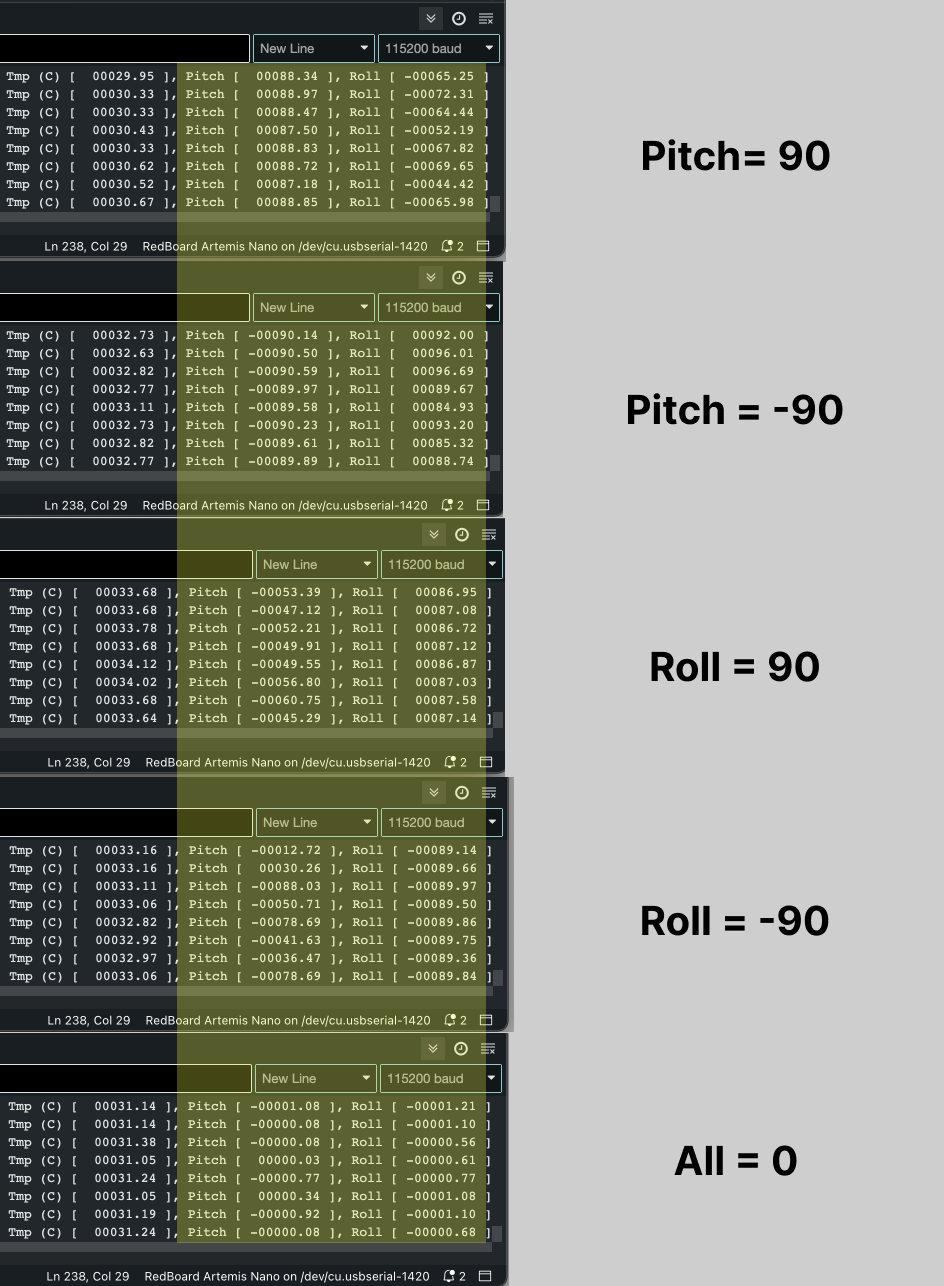 New Line 115200 baud
Tmp (C) [  00029.95 ], Pitch [  00088.34 ], Roll [ -00065.25 ]
Tmp (C) [  00030.33 ], Pitch [  00088.97 ], Roll [ -00072.31 ]
Tmp (C) [  00030.33 ], Pitch [  00088.47 ], Roll [ -00064.44 ]
Tmp (C) [  00030.43 ], Pitch [  00087.50 ], Roll [ -00052.19 ]
Tmp (C) [  00030.33 ], Pitch [  00088.83 ], Roll [ -00067.82 ]
Tmp (C) [  00030.62 ], Pitch [  00088.72 ], Roll [ -00069.65 ]
Tmp (C) [  00030.52 ], Pitch [  00087.18 ], Roll [ -00044.42 ]
Tmp (C) [  00030.67 ], Pitch [  00088.85 ], Roll [ -00065.98 ]
Ln 238, Col 29 RedBoard Artemis Nano on /dev/cu.usbserial-1420 2
Pitch= 90
New Line 115200 baud
Tmp (C) [  00032.73 ], Pitch [ -00090.14 ], Roll [  00092.00 ]
Tmp (C) [  00032.63 ], Pitch [ -00090.50 ], Roll [  00096.01 ]
Tmp (C) [  00032.82 ], Pitch [ -00090.59 ], Roll [  00096.69 ]
Tmp (C) [  00032.77 ], Pitch [ -00089.97 ], Roll [  00089.67 ]
Tmp (C) [  00033.11 ], Pitch [ -00089.58 ], Roll [  00084.93 ]
Tmp (C) [  00032.73 ], Pitch [ -00090.23 ], Roll [  00093.20 ]
Tmp (C) [  00032.82 ], Pitch [ -00089.61 ], Roll [  00085.32 ]
Tmp (C) [  00032.77 ], Pitch [ -00089.89 ], Roll [  00088.74 ]
Ln 238, Col 29 RedBoard Artemis Nano on /dev/cu.usbserial-1420 2
Pitch = -90
New Line 115200 baud
Tmp (C) [  00033.68 ], Pitch [ -00053.39 ], Roll [  00086.95 ]
Tmp (C) [  00033.68 ], Pitch [ -00047.12 ], Roll [  00087.08 ]
Tmp (C) [  00033.78 ], Pitch [ -00052.21 ], Roll [  00086.72 ]
Tmp (C) [  00033.68 ], Pitch [ -00049.91 ], Roll [  00087.12 ]
Tmp (C) [  00034.12 ], Pitch [ -00049.55 ], Roll [  00086.87 ]
Tmp (C) [  00034.02 ], Pitch [ -00056.80 ], Roll [  00087.03 ]
Tmp (C) [  00033.68 ], Pitch [ -00060.75 ], Roll [  00087.58 ]
Tmp (C) [  00033.64 ], Pitch [ -00045.29 ], Roll [  00087.14 ]
Ln 238, Col 29 RedBoard Artemis Nano on /dev/cu.usbserial-1420 2
Roll = 90
New Line 115200 baud
Tmp (C) [  00033.16 ], Pitch [ -00012.72 ], Roll [ -00089.14 ]
Tmp (C) [  00033.16 ], Pitch [  00030.26 ], Roll [ -00089.66 ]
Tmp (C) [  00033.11 ], Pitch [ -00088.03 ], Roll [ -00089.97 ]
Tmp (C) [  00033.06 ], Pitch [ -00050.71 ], Roll [ -00089.50 ]
Tmp (C) [  00032.82 ], Pitch [ -00078.69 ], Roll [ -00089.86 ]
Tmp (C) [  00032.92 ], Pitch [ -00041.63 ], Roll [ -00089.75 ]
Tmp (C) [  00032.97 ], Pitch [ -00036.47 ], Roll [ -00089.36 ]
Tmp (C) [  00033.06 ], Pitch [ -00078.69 ], Roll [ -00089.84 ]
Ln 238, Col 29 RedBoard Artemis Nano on /dev/cu.usbserial-1420 2
Roll = -90
New Line 115200 baud
Tmp (C) [  00031.14 ], Pitch [ -00001.08 ], Roll [ -00001.21 ]
Tmp (C) [  00031.14 ], Pitch [ -00000.08 ], Roll [ -00001.10 ]
Tmp (C) [  00031.38 ], Pitch [ -00000.08 ], Roll [ -00000.56 ]
Tmp (C) [  00031.05 ], Pitch [  00000.03 ], Roll [ -00000.61 ]
Tmp (C) [  00031.24 ], Pitch [ -00000.77 ], Roll [ -00000.77 ]
Tmp (C) [  00031.05 ], Pitch [  00000.34 ], Roll [ -00001.08 ]
Tmp (C) [  00031.19 ], Pitch [ -00000.92 ], Roll [ -00001.10 ]
Tmp (C) [  00031.24 ], Pitch [ -00000.08 ], Roll [ -00000.68 ]
Ln 238, Col 29 RedBoard Artemis Nano on /dev/cu.usbserial-1420 2
All = 0